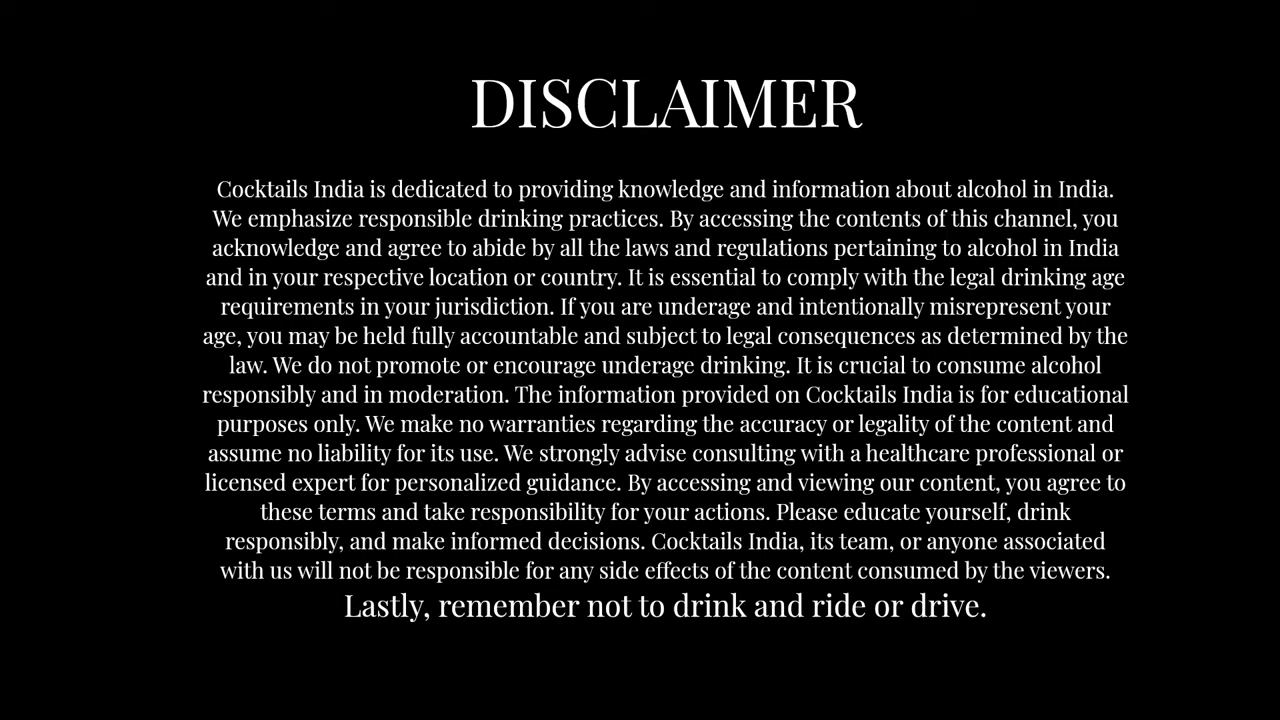 DISCLAIMER
Cocktails India is dedicated to providing knowledge and information about alcohol in India.
We emphasize responsible drinking practices. By accessing the contents of this channel, you
acknowledge and agree to abide by all the laws and regulations pertaining to alcohol in India
and in your respective location or country. It is essential to comply with the legal drinking age
requirements in your jurisdiction. If you are underage and intentionally misrepresent your
age, you may be held fully accountable and subject to legal consequences as determined by the
law. We do not promote or encourage underage drinking. It is crucial to consume alcohol
responsibly and in moderation. The information provided on Cocktails India is for educational
purposes only. We make no warranties regarding the accuracy or legality of the content and
assume no liability for its use. We strongly advise consulting with a healthcare professional or
licensed expert for personalized guidance. By accessing and viewing our content, you agree to
these terms and take responsibility for your actions. Please educate yourself, drink
responsibly, and make informed decisions. Cocktails India, its team, or anyone associated
with us will not be responsible for any side effects of the content consumed by the viewers.
Lastly, remember not to drink and ride or drive.